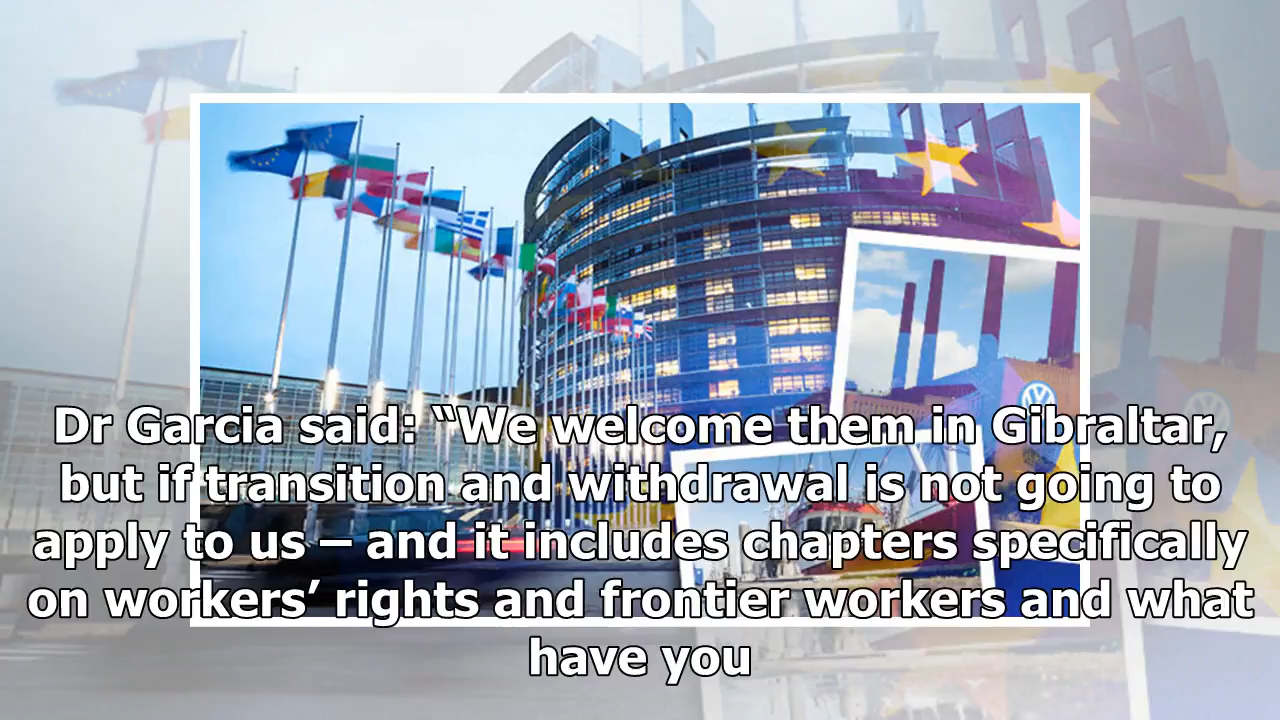 Dr Garcia said: “We welcome them in Gibraltar,
but if transition and withdrawal is not going to
apply to us – and it includes chapters specifically
on workers’ rights and frontier workers and what
have you